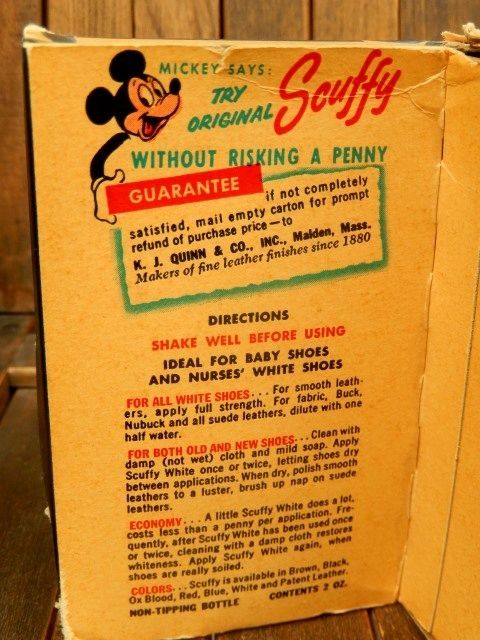 MICKEY SAYS:
TRY
ORIGINAL Scuffy
WITHOUT RISKING A PENNY
GUARANTEE if not completely
satisfied, mail empty carton for prompt
refund of purchase price—to
K. J. QUINN & CO., INC., Malden, Mass.
Makers of fine leather finishes since 1880
DIRECTIONS
SHAKE WELL BEFORE USING
IDEAL FOR BABY SHOES
AND NURSES' WHITE SHOES
FOR ALL WHITE SHOES... For smooth leath-
ers, apply full strength. For fabric, Buck,
Nubuck and all suede leathers, dilute with one
half water.
FOR BOTH OLD AND NEW SHOES... Clean with
damp (not wet) cloth and mild soap. Apply
Scuffy White once or twice, letting shoes dry
between applications. When dry, polish smooth
leathers to a luster, brush up nap on suede
leathers.
ECONOMY... A little Scuffy White does a lot,
costs less than a penny per application. Fre-
quently, after Scuffy White has been used once
or twice, cleaning with a damp cloth restores
whiteness. Apply Scuffy White again, when
shoes are really soiled.
COLORS... Scuffy is available in Brown, Black,
Ox Blood, Red, Blue, White and Patent Leather.
NON-TIPPING BOTTLE CONTENTS 2 OZ.